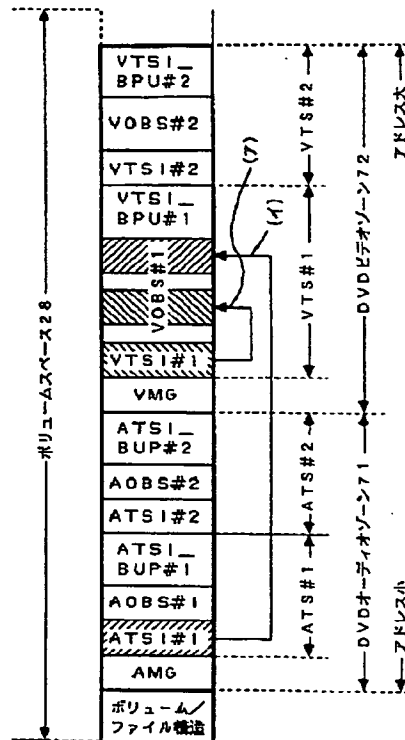 VTSI_
BPU#2
VOBS#2
VTSI#2
VTSI_
BPU#1
VOBS#1
VTSI#1
VMG
ATSI_
BUP#2
AOBS#2
ATSI#2
ATSI_
BUP#1
AOBS#1
ATSI#1
AMG
ボリューム/
ファイル構造
ボリュームスペース28
(ア)
(イ)
VTS#2
VTS#1
ATS#2
ATS#1
DVDビデオゾーン72
DVDオーディオゾーン71
アドレス大
アドレス小